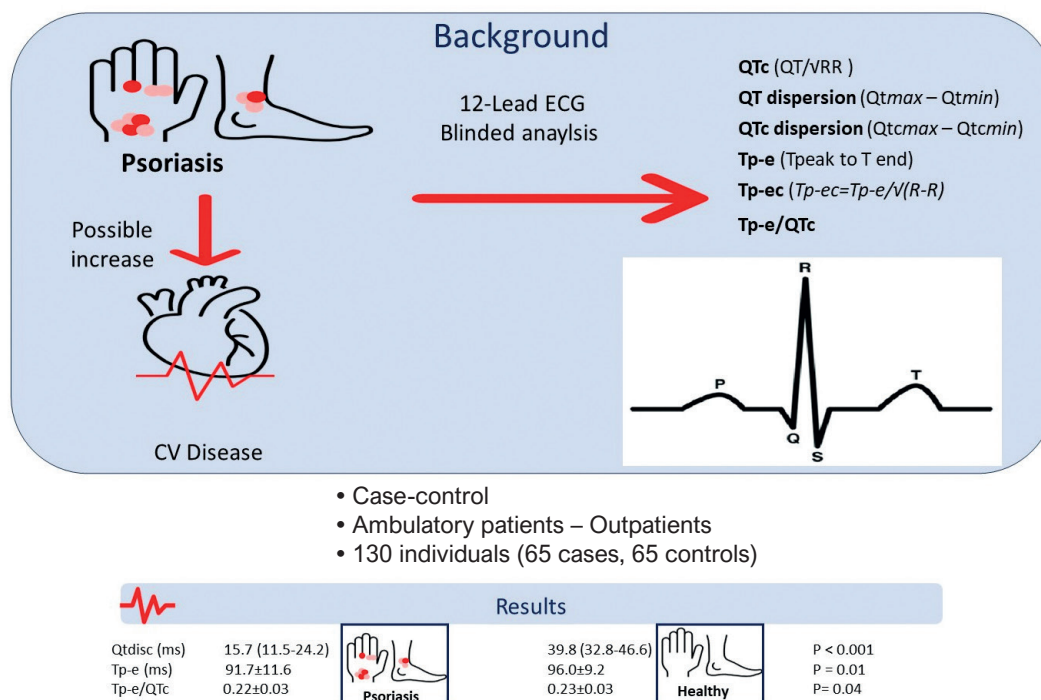 Background
Psoriasis
Possible
increase
CV Disease
12-Lead ECG
Blinded anaylsis
QTc (QT/√RR )
QT dispersion (Qtmax – Qtmin)
QTc dispersion (Qtcmax – Qtcmin)
Tp-e (Tpeak to T end)
Tp-ec (Tp-ec=Tp-e/√(R-R)
Tp-e/QTc
R
P
T
Q
S
• Case-control
• Ambulatory patients – Outpatients
• 130 individuals (65 cases, 65 controls)
Results
Qtdisc (ms) 15.7 (11.5-24.2) 39.8 (32.8-46.6) P < 0.001
Tp-e (ms) 91.7±11.6 96.0±9.2 P = 0.01
Tp-e/QTc 0.22±0.03 Psoriasis 0.23±0.03 Healthy P= 0.04